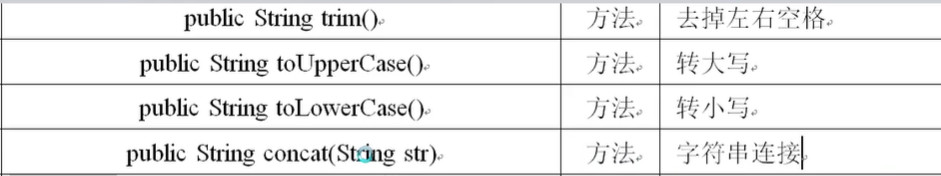 public String trim() 方法 去掉左右空格
public String toUpperCase() 方法 转大写
public String toLowerCase() 方法 转小写
public String concat(String str) 方法 字符串连接